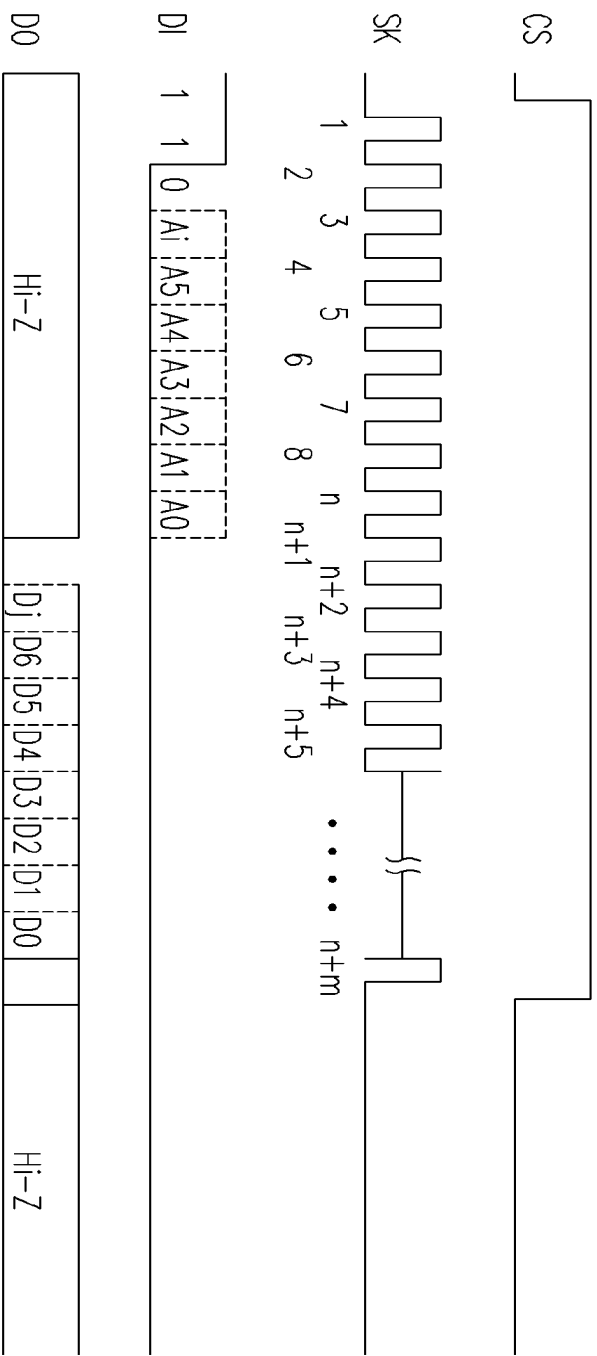 CS
SK
1 2 3 4 5 6 7 8 n n+1 n+2 n+3 n+4 n+5 • • • • n+m
DI
1 1 0 Ai A5 A4 A3 A2 A1 A0
DO
Hi-Z Dj D6 D5 D4 D3 D2 D1 D0 Hi-Z